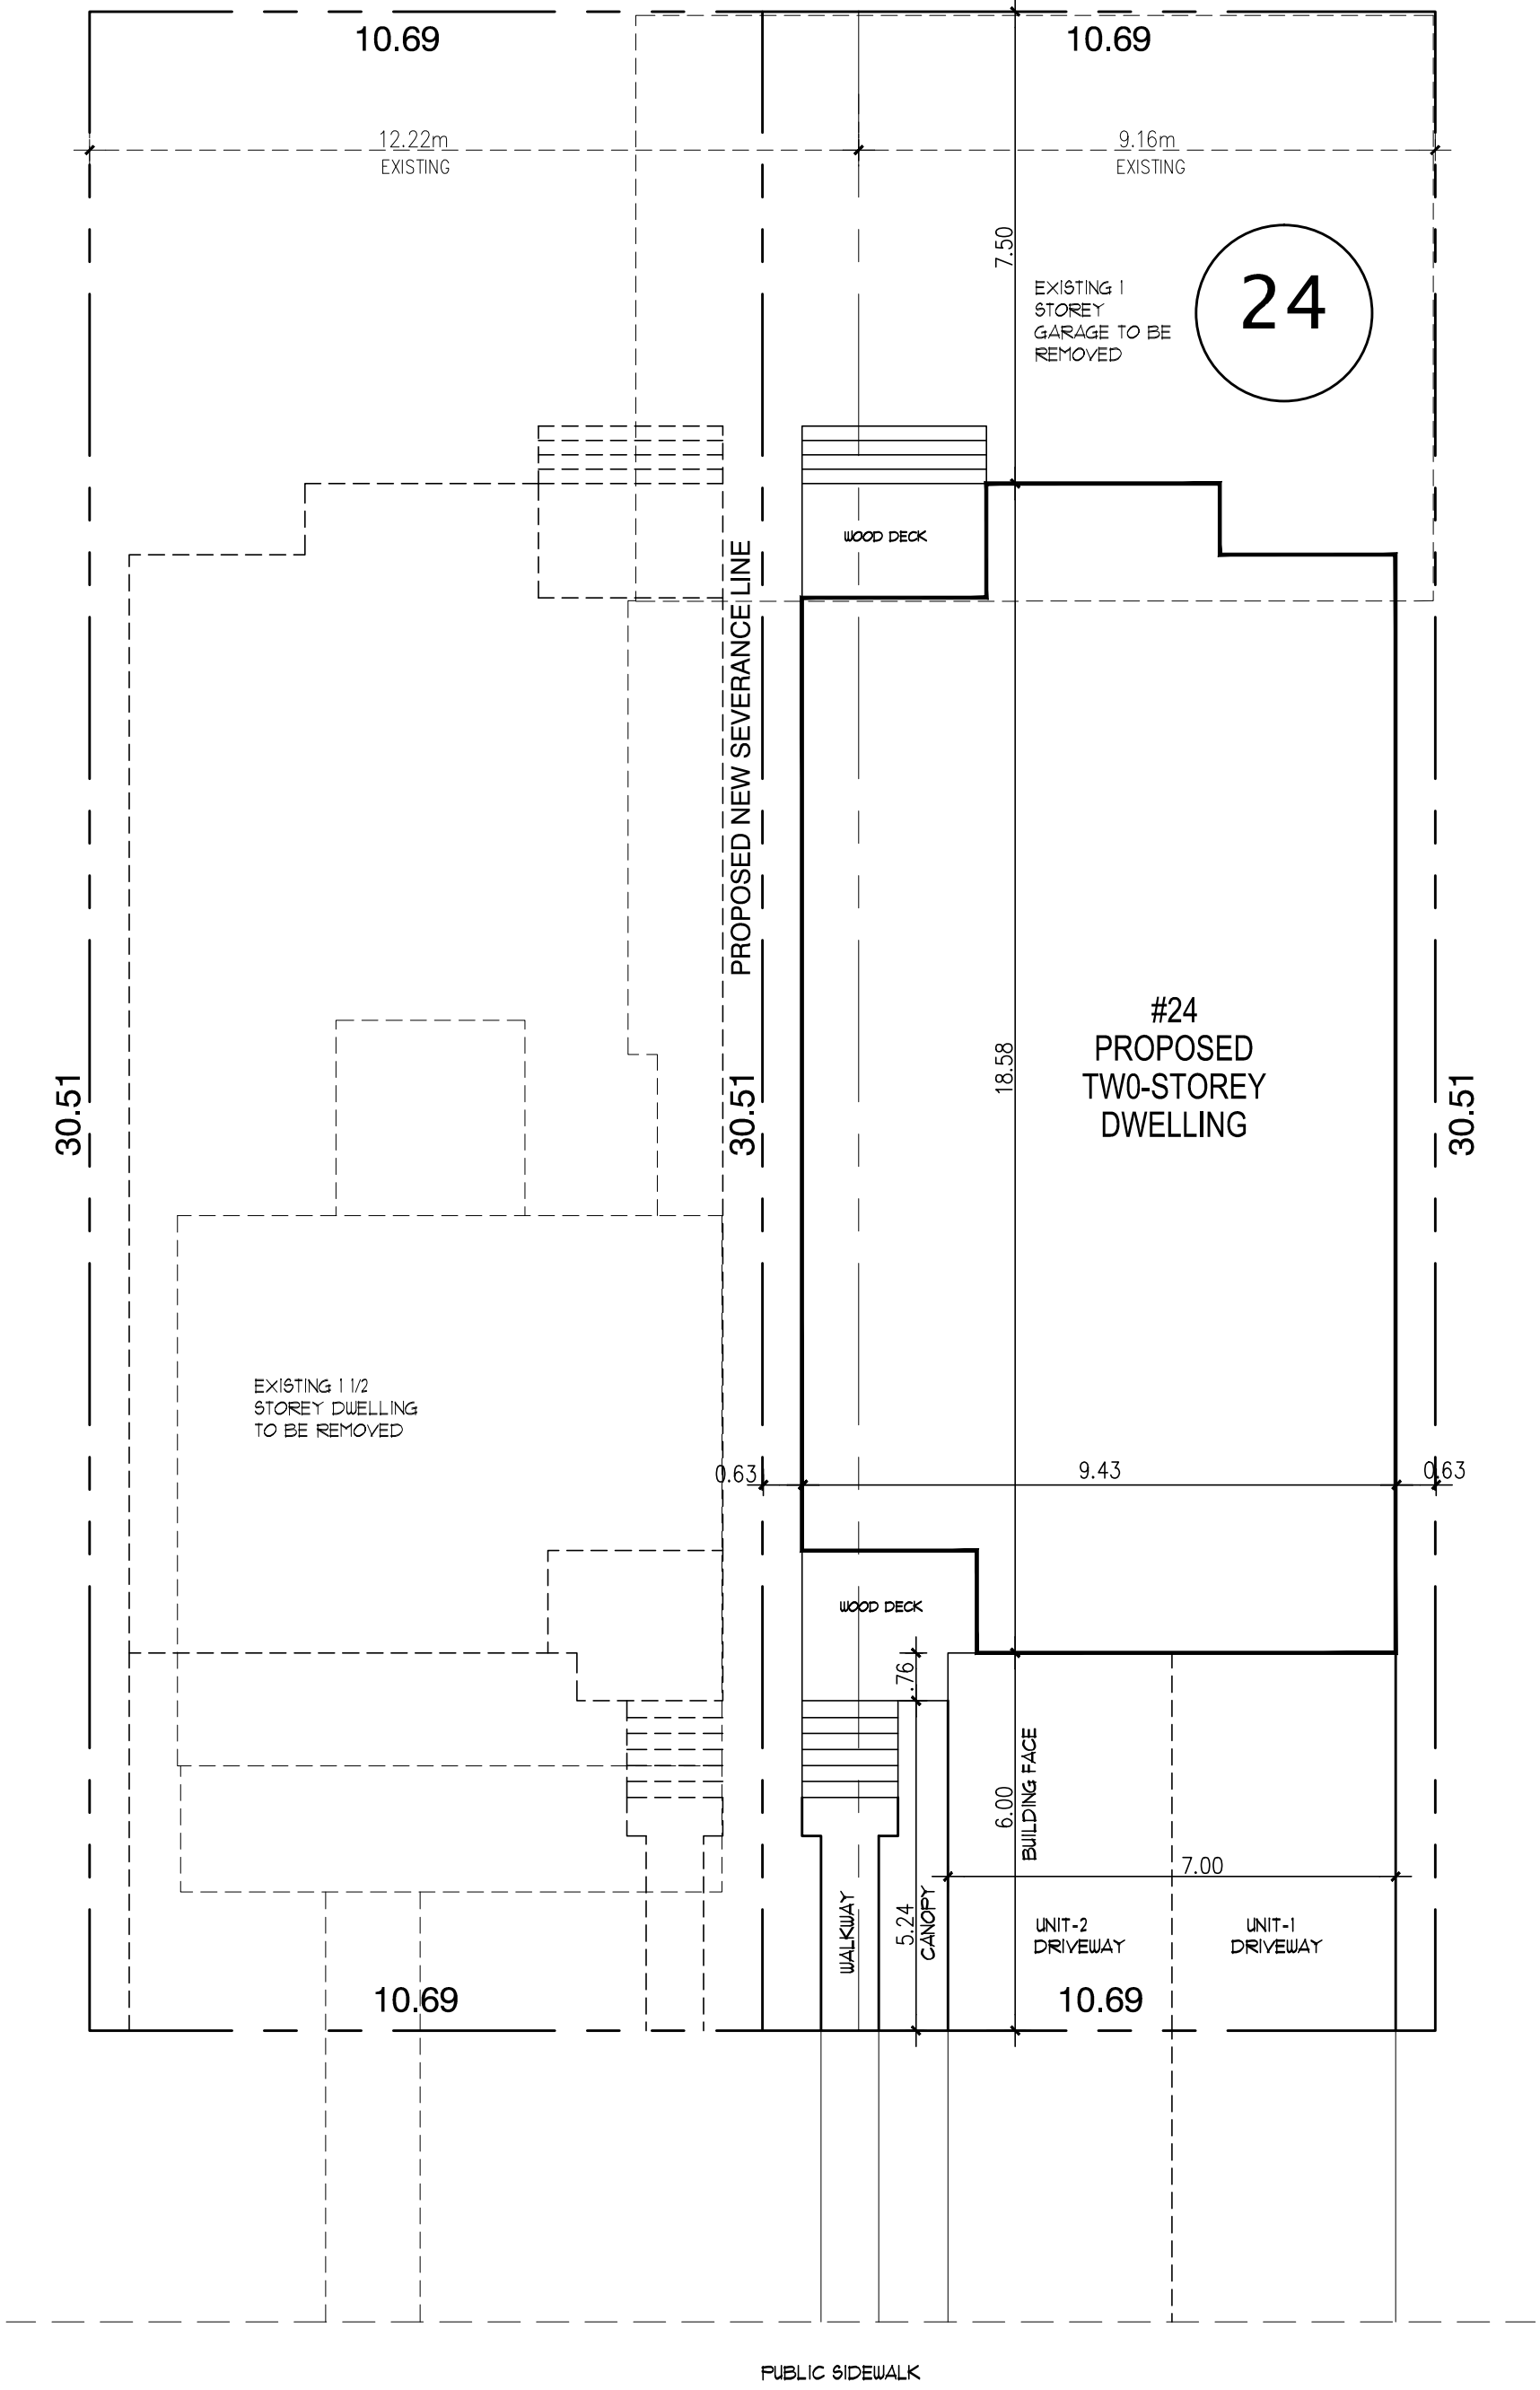 10.69
10.69
12.22m
EXISTING
9.16m
EXISTING
7.50
EXISTING 1
STOREY
GARAGE TO BE
REMOVED
24
WOOD DECK
PROPOSED NEW SEVERANCE LINE
#24
PROPOSED
TW0-STOREY
DWELLING
18.58
30.51
30.51
30.51
EXISTING 1 1/2
STOREY DWELLING
TO BE REMOVED
0.63
9.43
0.63
WOOD DECK
.76
6.00
BUILDING FACE
7.00
WALKWAY
5.24
CANOPY
UNIT-2
DRIVEWAY
UNIT-1
DRIVEWAY
10.69
10.69
PUBLIC SIDEWALK